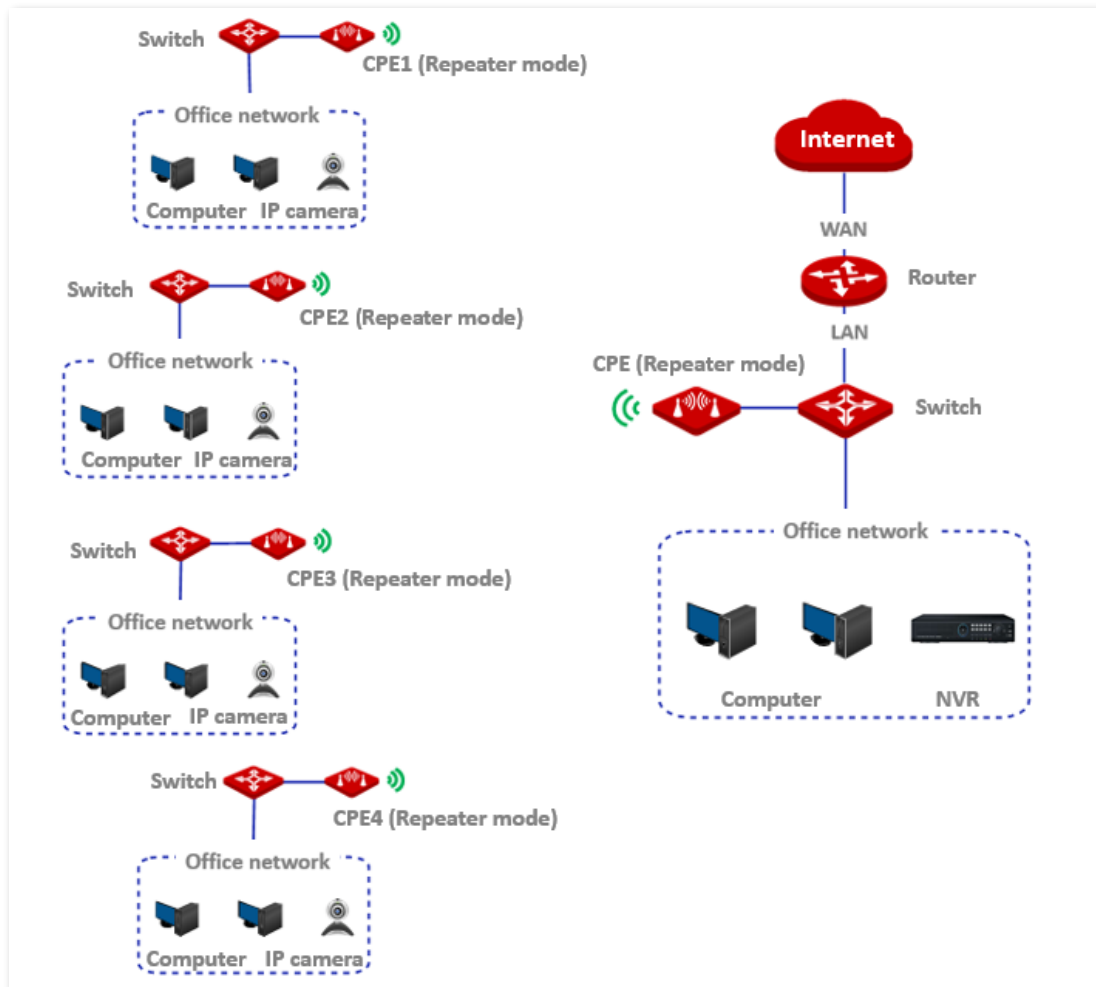 Switch
CPE1 (Repeater mode)
Office network
Computer IP camera
Switch
CPE2 (Repeater mode)
Office network
Computer IP camera
Switch
CPE3 (Repeater mode)
Office network
Computer IP camera
Switch
CPE4 (Repeater mode)
Office network
Computer IP camera
Internet
WAN
Router
LAN
CPE (Repeater mode)
Switch
Office network
Computer NVR